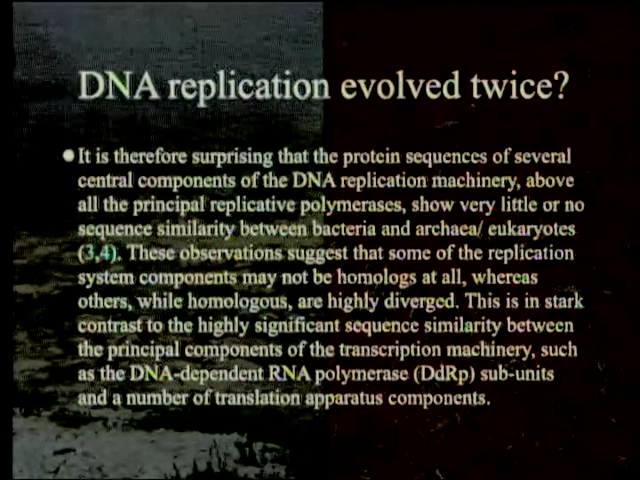 DNA replication evolved twice?
It is therefore surprising that the protein sequences of several
central components of the DNA replication machinery, above
all the principal replicative polymerases, show very little or no
sequence similarity between bacteria and archaea/ eukaryotes
(3,4). These observations suggest that some of the replication
system components may not be homologs at all, whereas
others, while homologous, are highly diverged. This is in stark
contrast to the highly significant sequence similarity between
the principal components of the transcription machinery, such
as the DNA-dependent RNA polymerase (DdRp) sub-units
and a number of translation apparatus components.